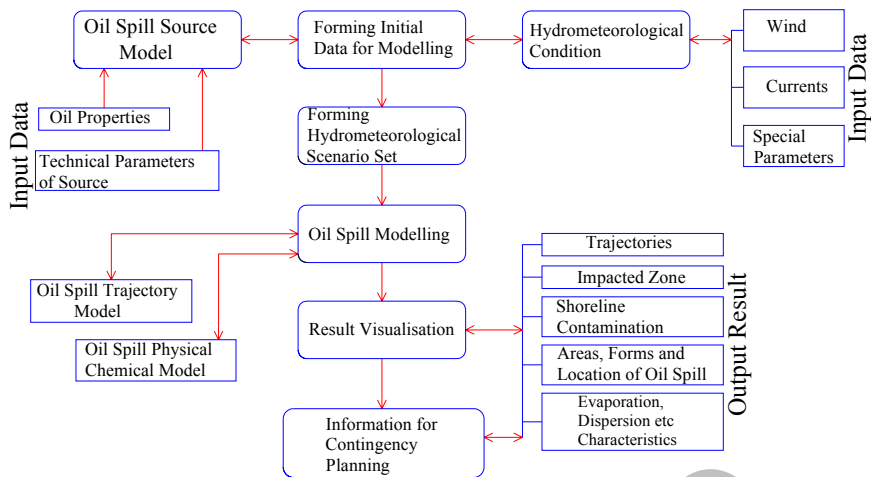 Oil Spill Source
Model
Forming Initial
Data for Modelling
Hydrometeorological
Condition
Wind
Currents
Special
Parameters
Input Data
Input Data
Oil Properties
Technical Parameters
of Source
Forming
Hydrometeorological
Scenario Set
Oil Spill Modelling
Oil Spill Trajectory
Model
Oil Spill Physical
Chemical Model
Result Visualisation
Information for
Contingency
Planning
Trajectories
Impacted Zone
Shoreline
Contamination
Areas, Forms and
Location of Oil Spill
Evaporation,
Dispersion etc
Characteristics
Output Result